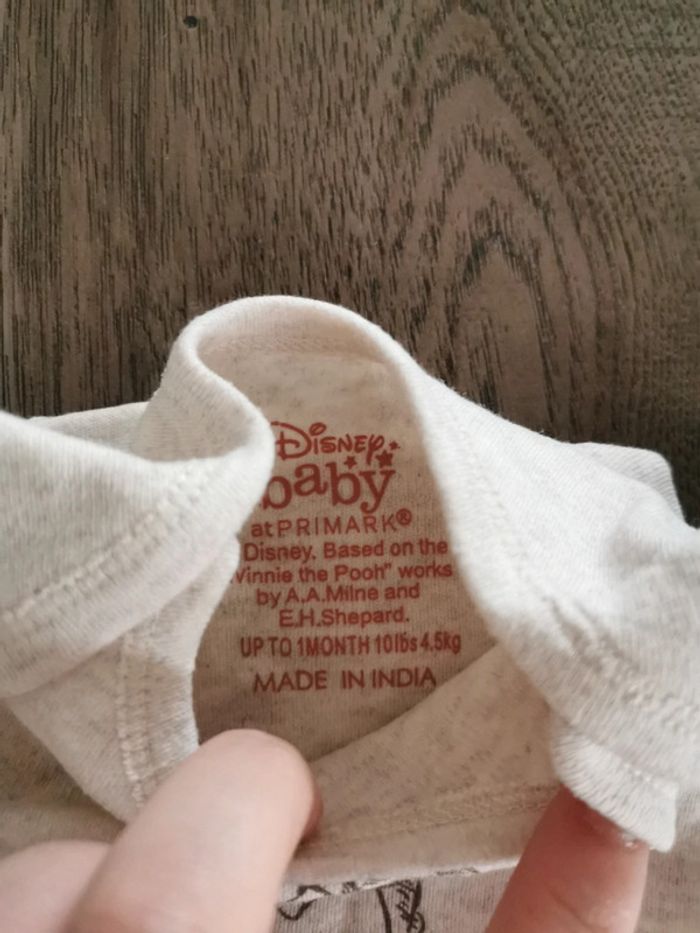 Disney
baby
at PRIMARK®
Disney. Based on the
Winnie the Pooh" works
by A.A.Milne and
E.H.Shepard.
UP TO 1MONTH 10lbs 4.5kg
MADE IN INDIA